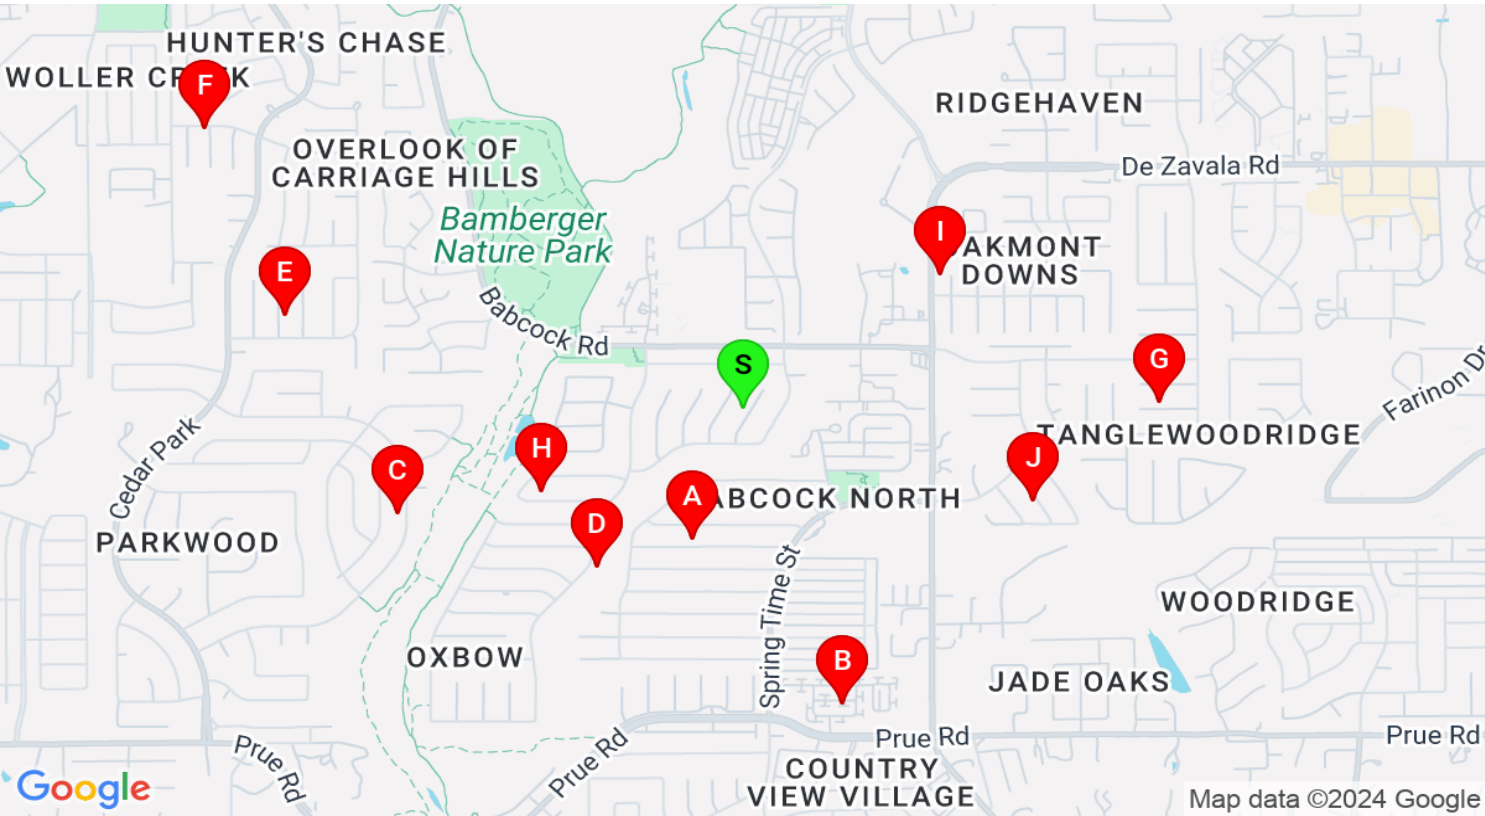 HUNTER'S CHASE
WOLLER CR
K
F
RIDGEHAVEN
OVERLOOK OF
CARRIAGE HILLS
De Zavala Rd
Bamberger
Nature Park
I
AKMONT
DOWNS
E
Babcock Rd
S
G
Farinon Dr
Cedar Park
H
C
TANGLEWOODRIDGE
J
A
ABCOCK NORTH
D
PARKWOOD
Spring Time St
WOODRIDGE
OXBOW
B
JADE OAKS
Prue Rd
Prue Rd
Prue Rd
Prue Rd
COUNTRY
VIEW VILLAGE
Google
Map data ©2024 Google